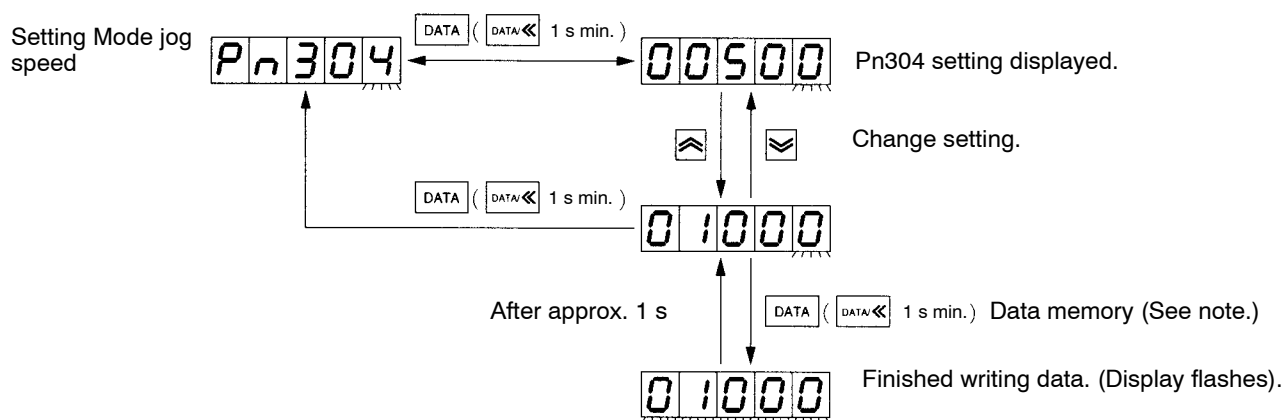 DATA ( DATA/≪ 1 s min. )
Setting Mode jog
speed
Pn304
00500
Pn304 setting displayed.
Change setting.
DATA ( DATA/≪ 1 s min. )
01000
After approx. 1 s
DATA ( DATA/≪ 1 s min. ) Data memory (See note.)
01000
Finished writing data. (Display flashes).